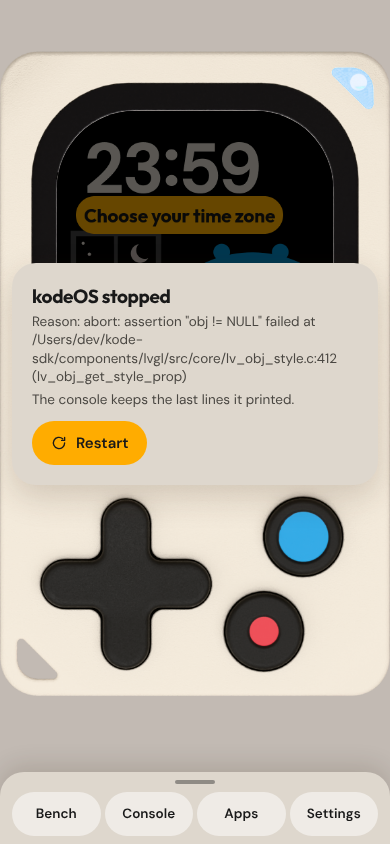 23:59
Choose your time zone
kodeOS stopped
Reason: abort: assertion "obj != NULL" failed at
/Users/dev/kode-
sdk/components/lvgl/src/core/lv_obj_style.c:412
(lv_obj_get_style_prop)
The console keeps the last lines it printed.
Restart
Bench
Console
Apps
Settings